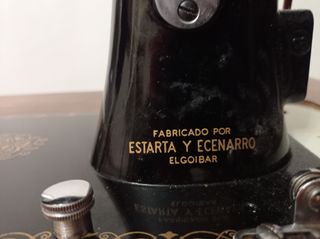 FABRICADO POR
ESTARTA Y ECENARRO
ELGOIBAR